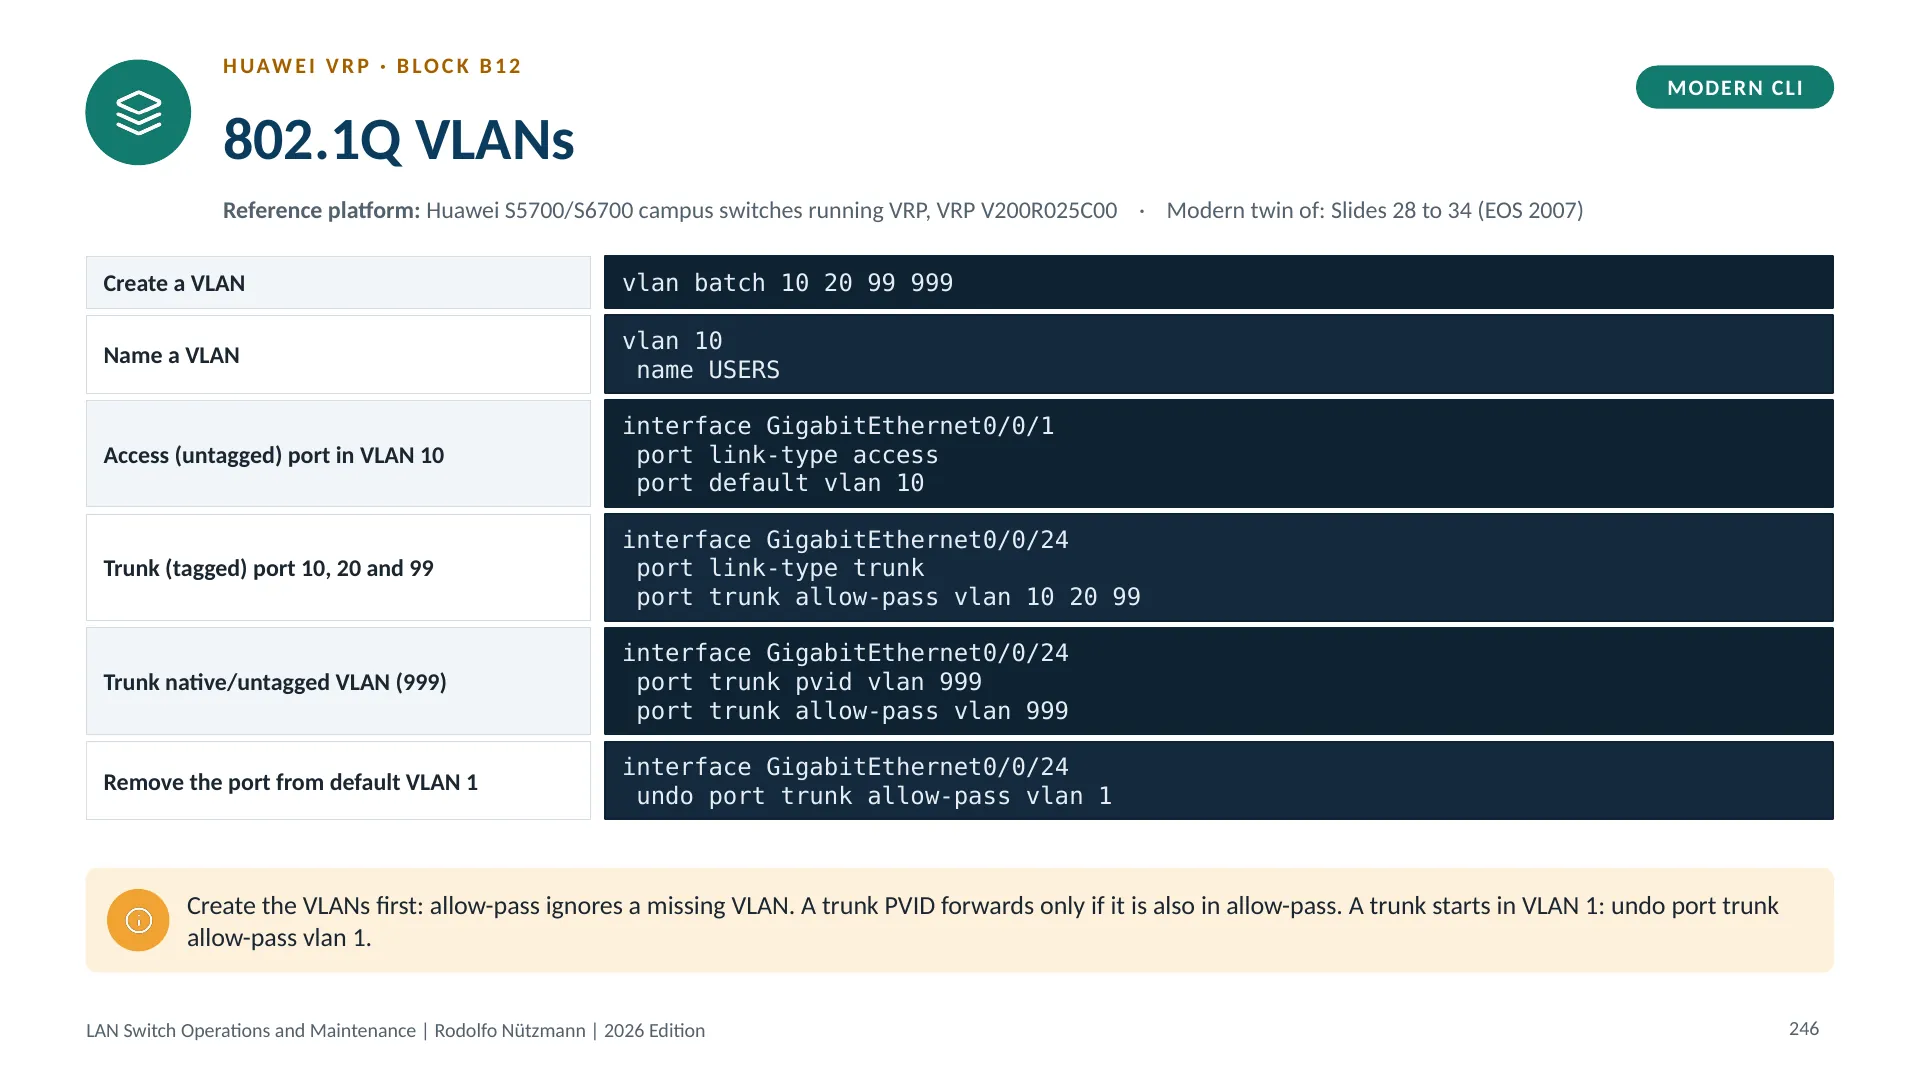 HUAWEI VRP · BLOCK B12
MODERN CLI
802.1Q VLANs
Reference platform: Huawei S5700/S6700 campus switches running VRP, VRP V200R025C00 · Modern twin of: Slides 28 to 34 (EOS 2007)
Create a VLAN
vlan batch 10 20 99 999
Name a VLAN
vlan 10
 name USERS
Access (untagged) port in VLAN 10
interface GigabitEthernet0/0/1
 port link-type access
 port default vlan 10
Trunk (tagged) port 10, 20 and 99
interface GigabitEthernet0/0/24
 port link-type trunk
 port trunk allow-pass vlan 10 20 99
Trunk native/untagged VLAN (999)
interface GigabitEthernet0/0/24
 port trunk pvid vlan 999
 port trunk allow-pass vlan 999
Remove the port from default VLAN 1
interface GigabitEthernet0/0/24
 undo port trunk allow-pass vlan 1
Create the VLANs first: allow-pass ignores a missing VLAN. A trunk PVID forwards only if it is also in allow-pass. A trunk starts in VLAN 1: undo port trunk
allow-pass vlan 1.
LAN Switch Operations and Maintenance | Rodolfo Nützmann | 2026 Edition
246